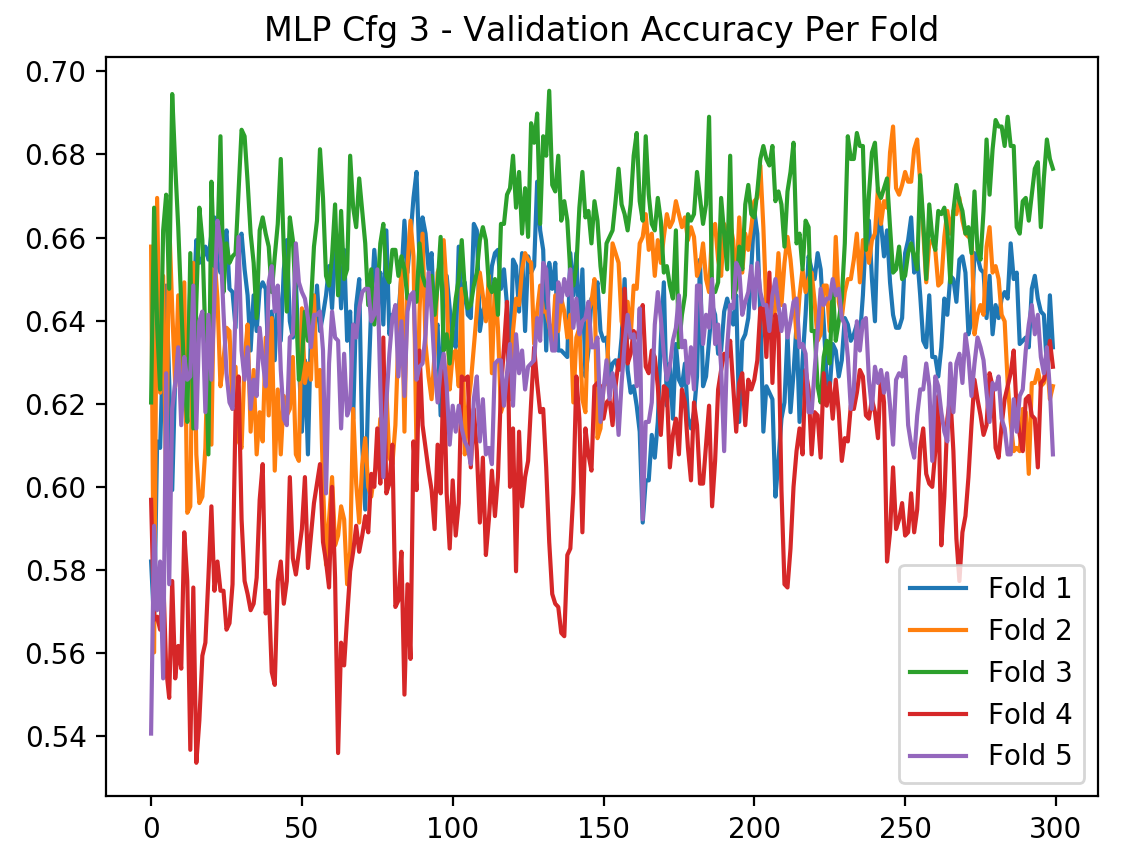 MLP Cfg 3 - Validation Accuracy Per Fold
0.70
0.68
0.66
0.64
0.62
0.60
0.58
0.56
0.54
Fold 1
Fold 2
Fold 3
Fold 4
Fold 5
0 50 100 150 200 250 300